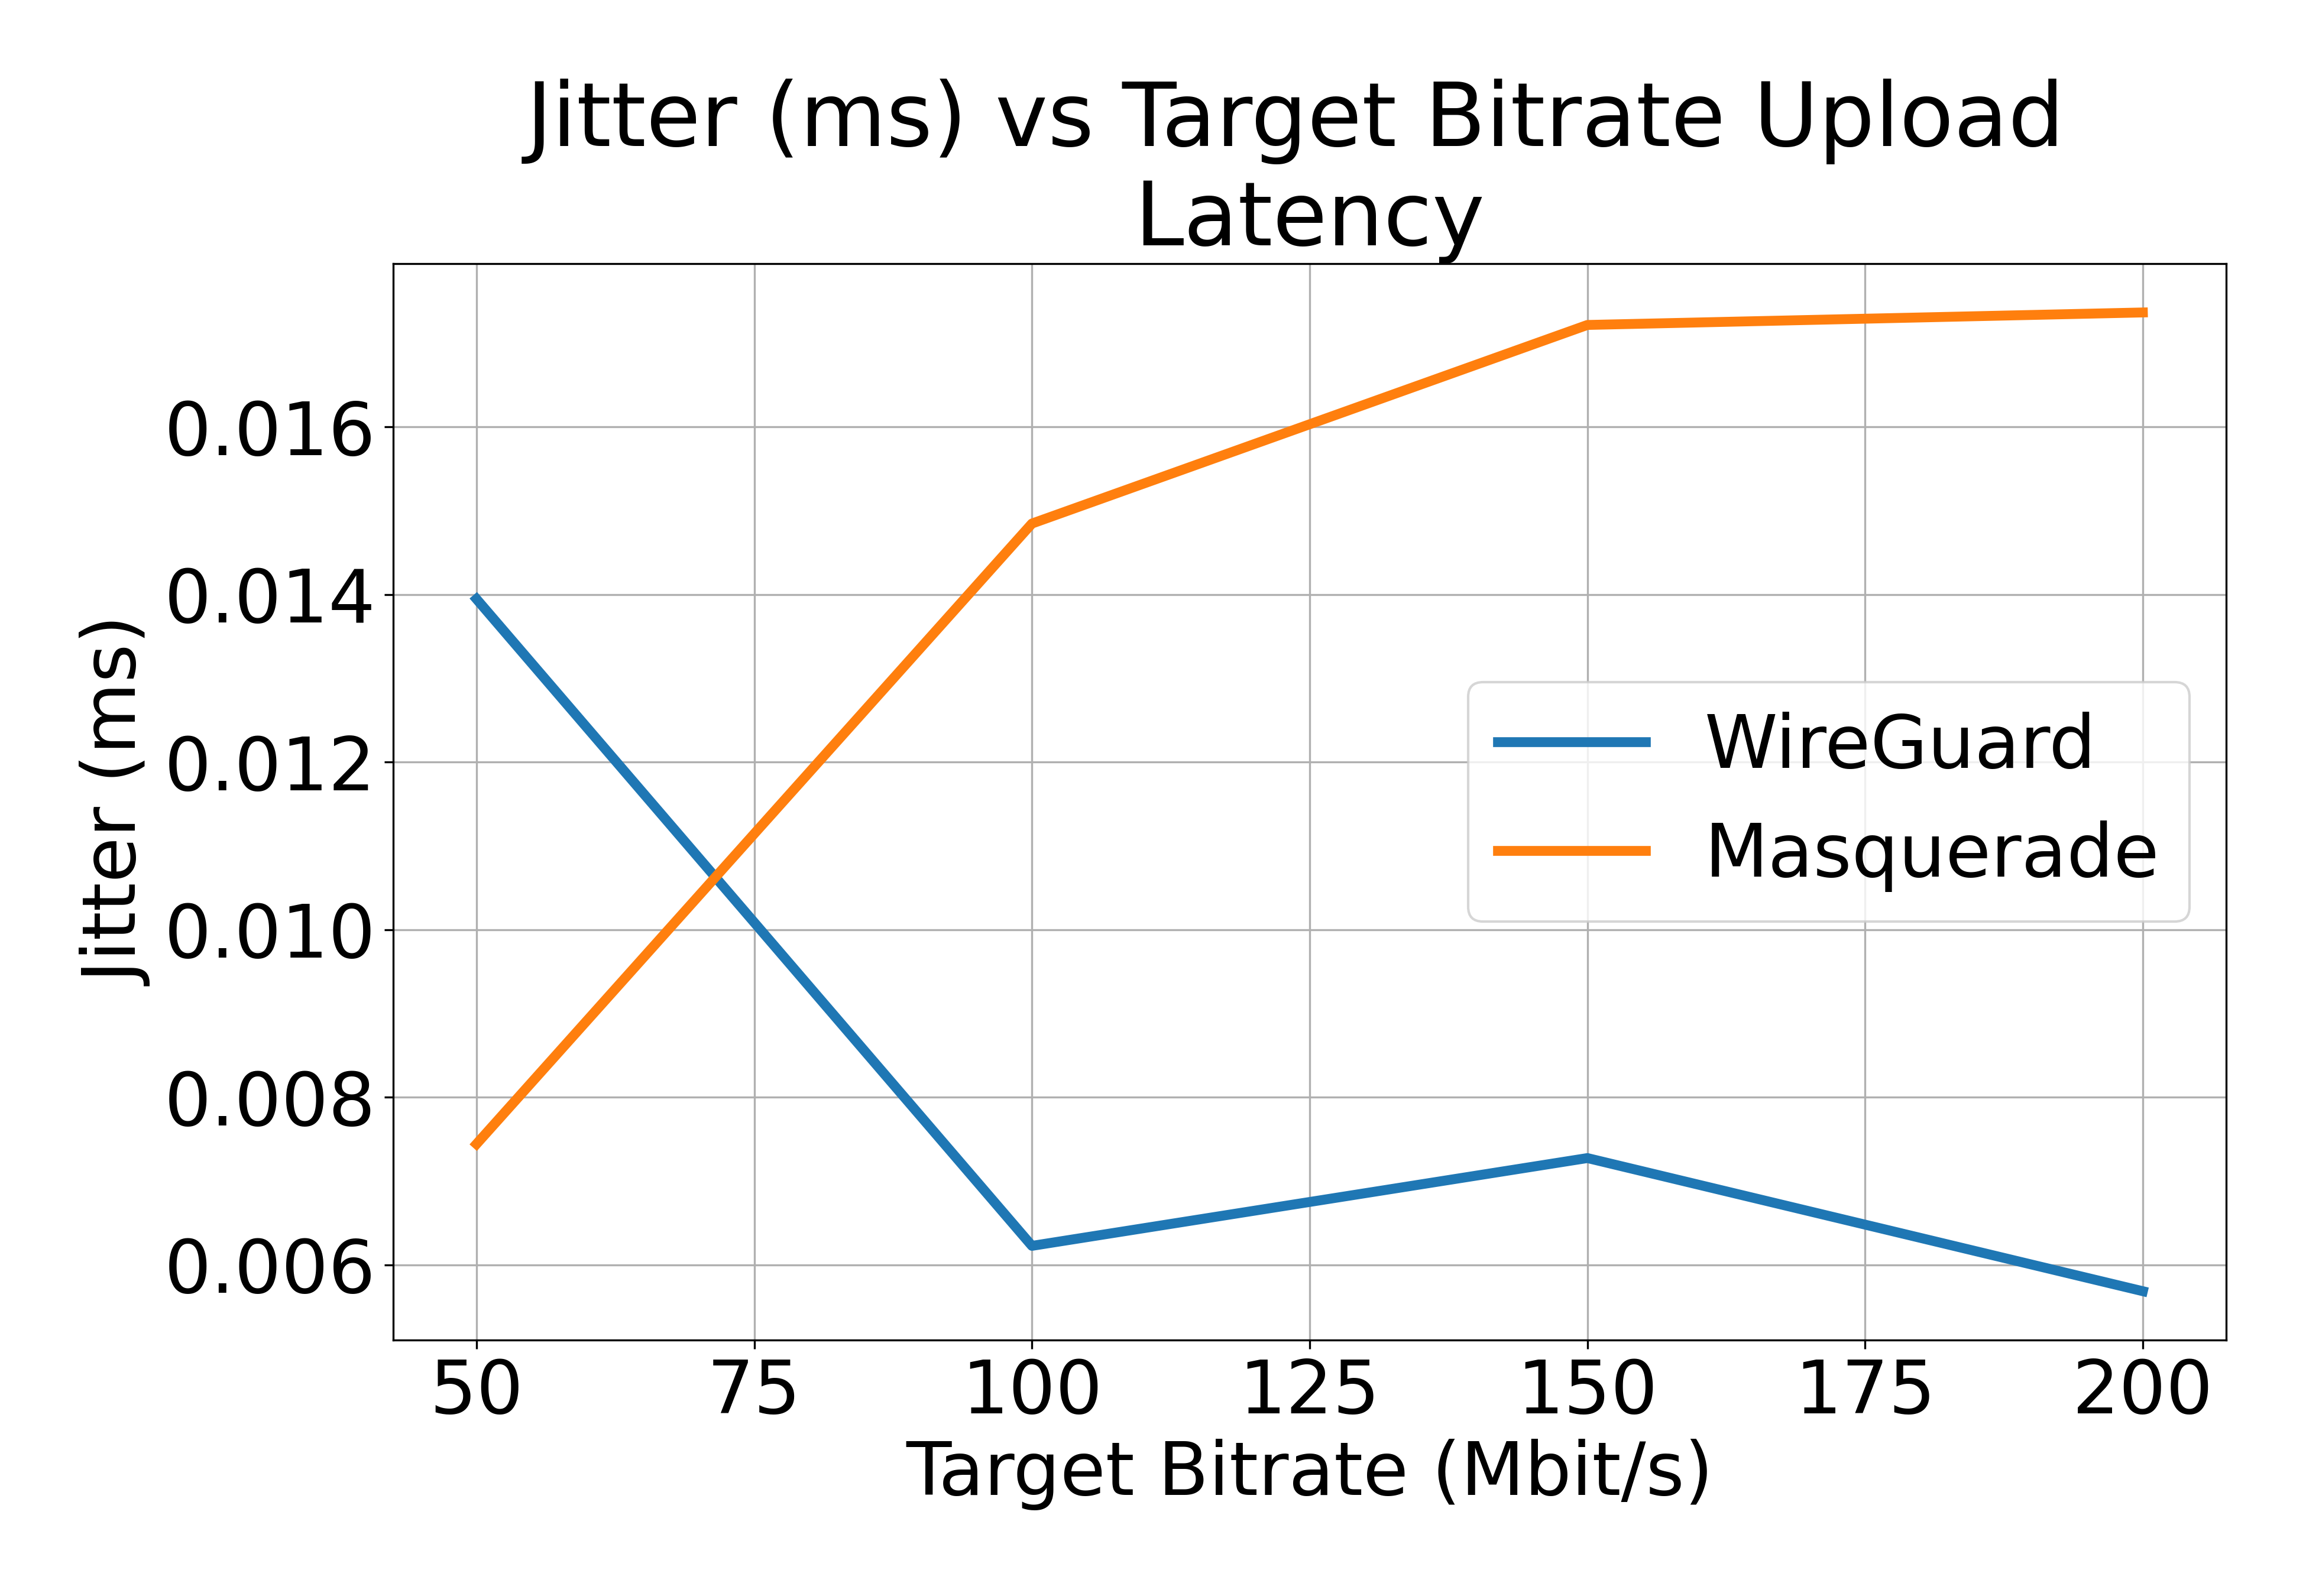 Jitter (ms) vs Target Bitrate Upload
Latency
Jitter (ms)
0.016
0.014
0.012
0.010
0.008
0.006
WireGuard
Masquerade
50 75 100 125 150 175 200
Target Bitrate (Mbit/s)